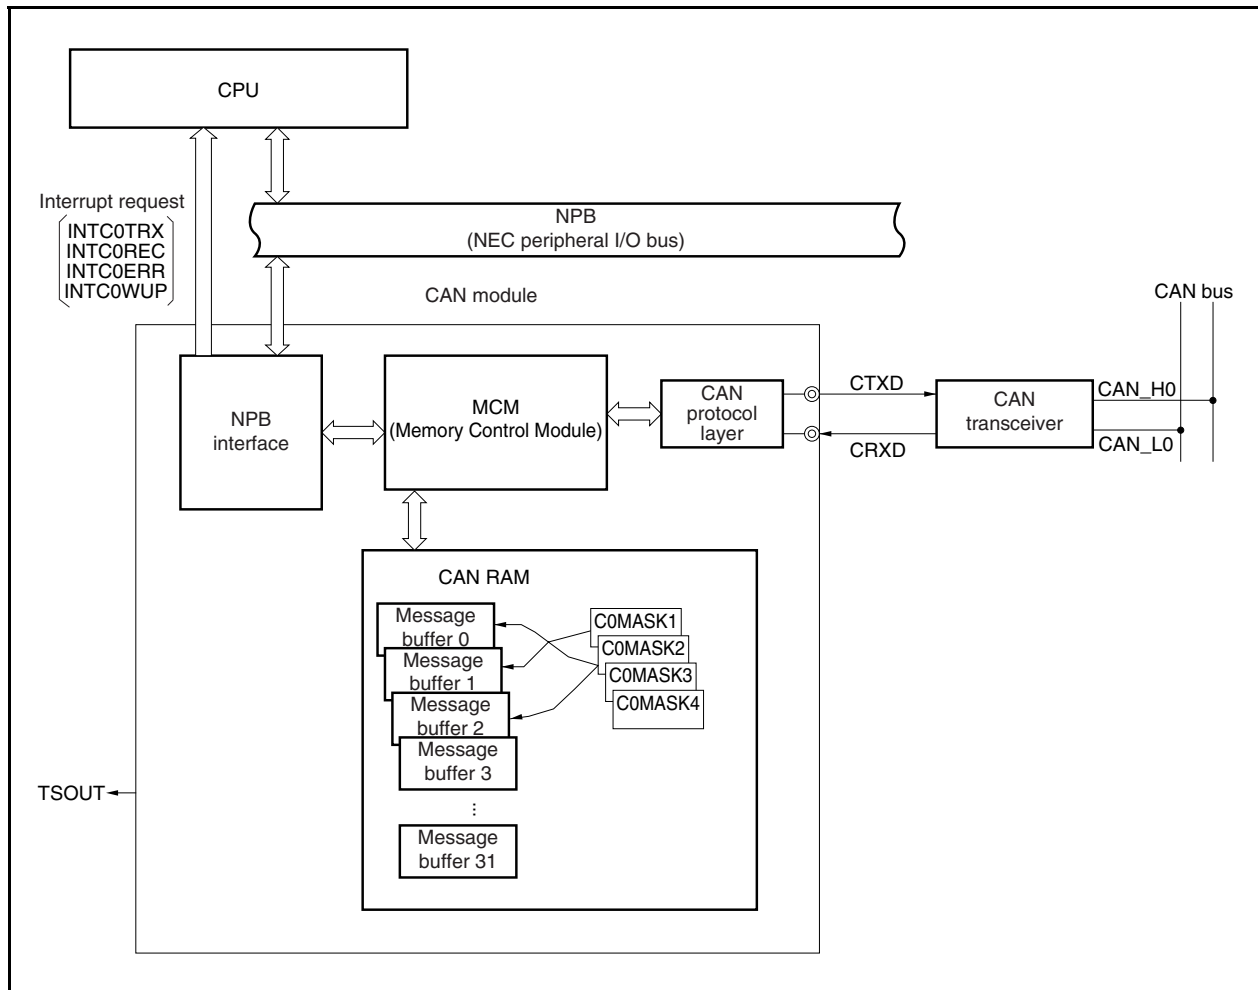 CPU
Interrupt request
INTC0TRX
INTC0REC
INTC0ERR
INTC0WUP
NPB
(NEC peripheral I/O bus)
CAN module
CAN bus
NPB
interface
MCM
(Memory Control Module)
CAN
protocol
layer
CTXD
CRXD
CAN
transceiver
CAN_H0
CAN_L0
CAN RAM
Message
buffer 0
Message
buffer 1
Message
buffer 2
Message
buffer 3
...
Message
buffer 31
C0MASK1
C0MASK2
C0MASK3
C0MASK4
TSOUT